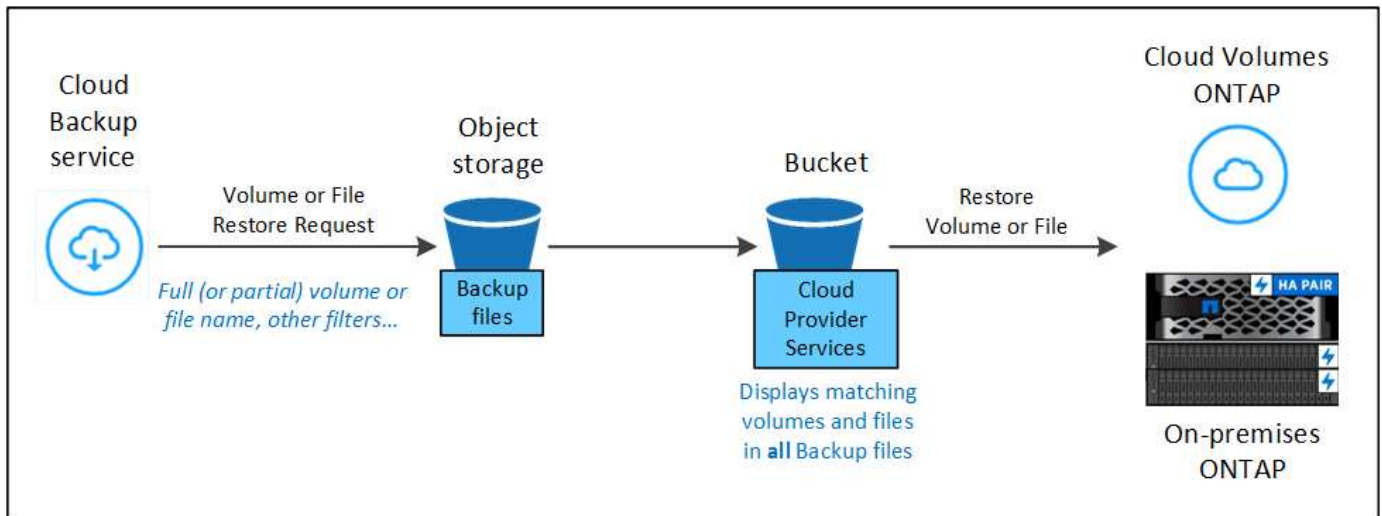 Cloud
Backup
service
Volume or File
Restore Request
Full (or partial) volume or
file name, other filters...
Object
storage
Backup
files
Bucket
Cloud
Provider
Services
Displays matching
volumes and files
in all Backup files
Restore
Volume or File
Cloud Volumes
ONTAP
HA PAIR
On-premises
ONTAP